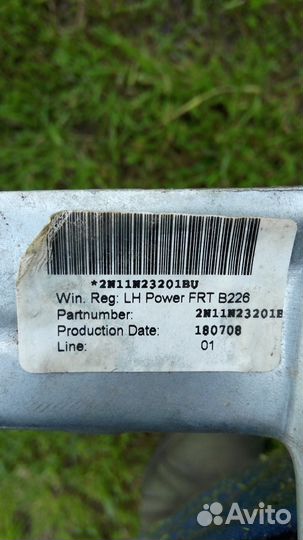 *2N11N23201BU
Win. Reg: LH Power FRT B226
Partnumber: 2N11N23201B
Production Date: 180708
Line: 01
Avito